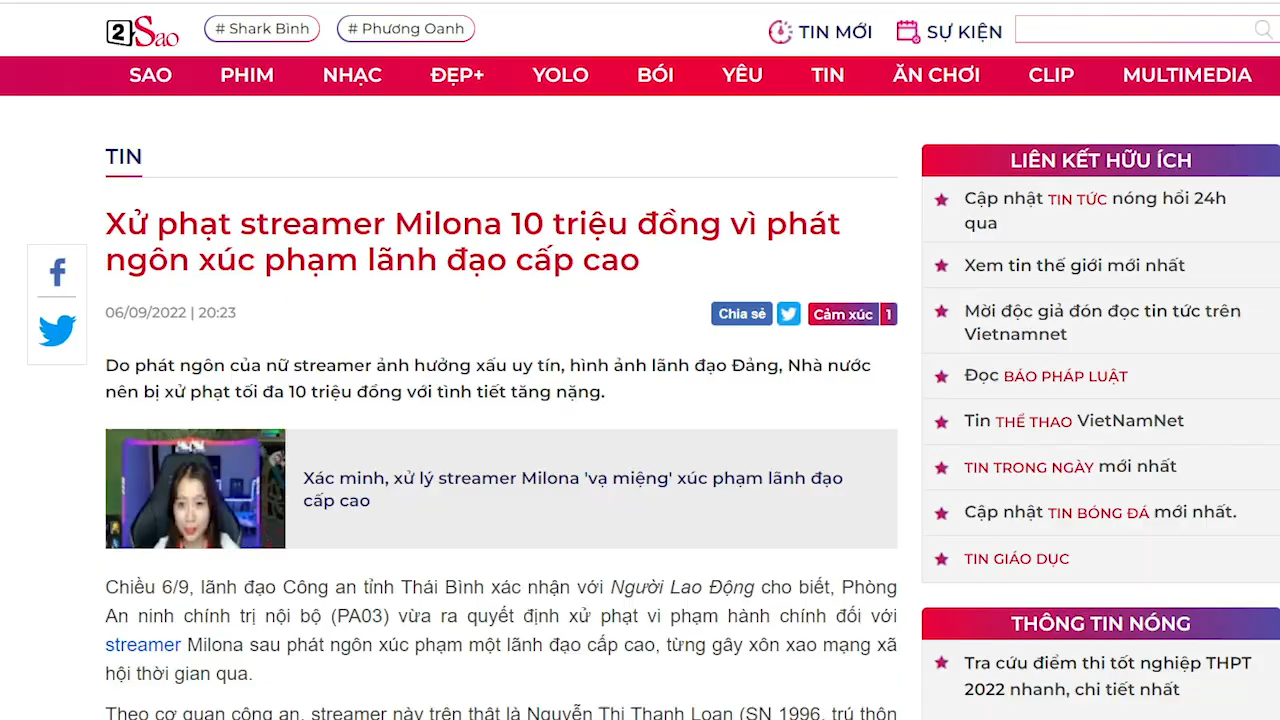 2Sao
# Shark Bình
# Phương Oanh
TIN MỚI
SỰ KIỆN
SAO
PHIM
NHẠC
ĐẸP+
YOLO
BÓI
YÊU
TIN
ĂN CHƠI
CLIP
MULTIMEDIA
TIN
Xử phạt streamer Milona 10 triệu đồng vì phát
ngôn xúc phạm lãnh đạo cấp cao
06/09/2022 | 20:23
Chia sẻ
Cảm xúc 1
Do phát ngôn của nữ streamer ảnh hưởng xấu uy tín, hình ảnh lãnh đạo Đảng, Nhà nước
nên bị xử phạt tối đa 10 triệu đồng với tình tiết tăng nặng.
Xác minh, xử lý streamer Milona 'vạ miệng' xúc phạm lãnh đạo
cấp cao
Chiều 6/9, lãnh đạo Công an tỉnh Thái Bình xác nhận với Người Lao Động cho biết, Phòng
An ninh chính trị nội bộ (PA03) vừa ra quyết định xử phạt vi phạm hành chính đối với
streamer Milona sau phát ngôn xúc phạm một lãnh đạo cấp cao, từng gây xôn xao mạng xã
hội thời gian qua.
Theo cơ quan công an, streamer này trên thật là Nguyễn Thị Thanh Loan (SN 1996, trú thôn
LIÊN KẾT HỮU ÍCH
Cập nhật TIN TỨC nóng hổi 24h
qua
Xem tin thế giới mới nhất
Mời độc giả đón đọc tin tức trên
Vietnamnet
Đọc BÁO PHÁP LUẬT
Tin THỂ THAO VietNamNet
TIN TRONG NGÀY mới nhất
Cập nhật TIN BÓNG ĐÁ mới nhất.
TIN GIÁO DỤC
THÔNG TIN NÓNG
Tra cứu điểm thi tốt nghiệp THPT
2022 nhanh, chi tiết nhất